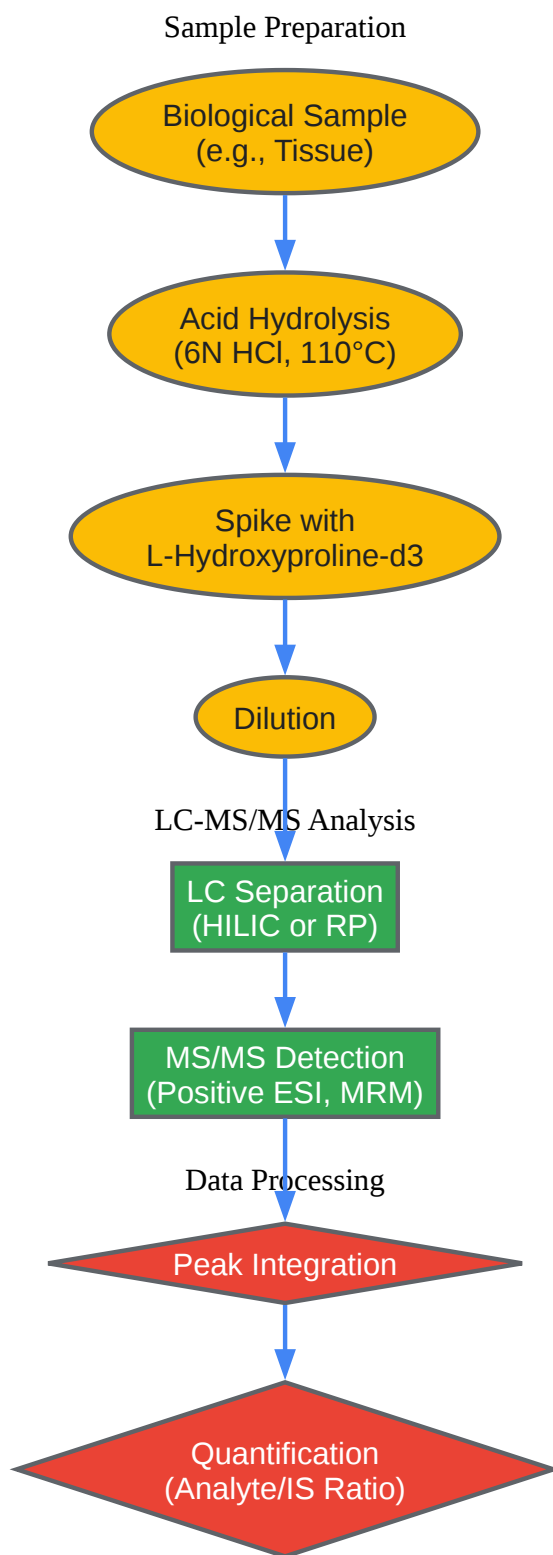 Sample Preparation
Biological Sample
(e.g., Tissue)
Acid Hydrolysis
(6N HCl, 110°C)
Spike with
L-Hydroxyproline-d3
Dilution
LC-MS/MS Analysis
LC Separation
(HILIC or RP)
MS/MS Detection
(Positive ESI, MRM)
Data Processing
Peak Integration
Quantification
(Analyte/IS Ratio)